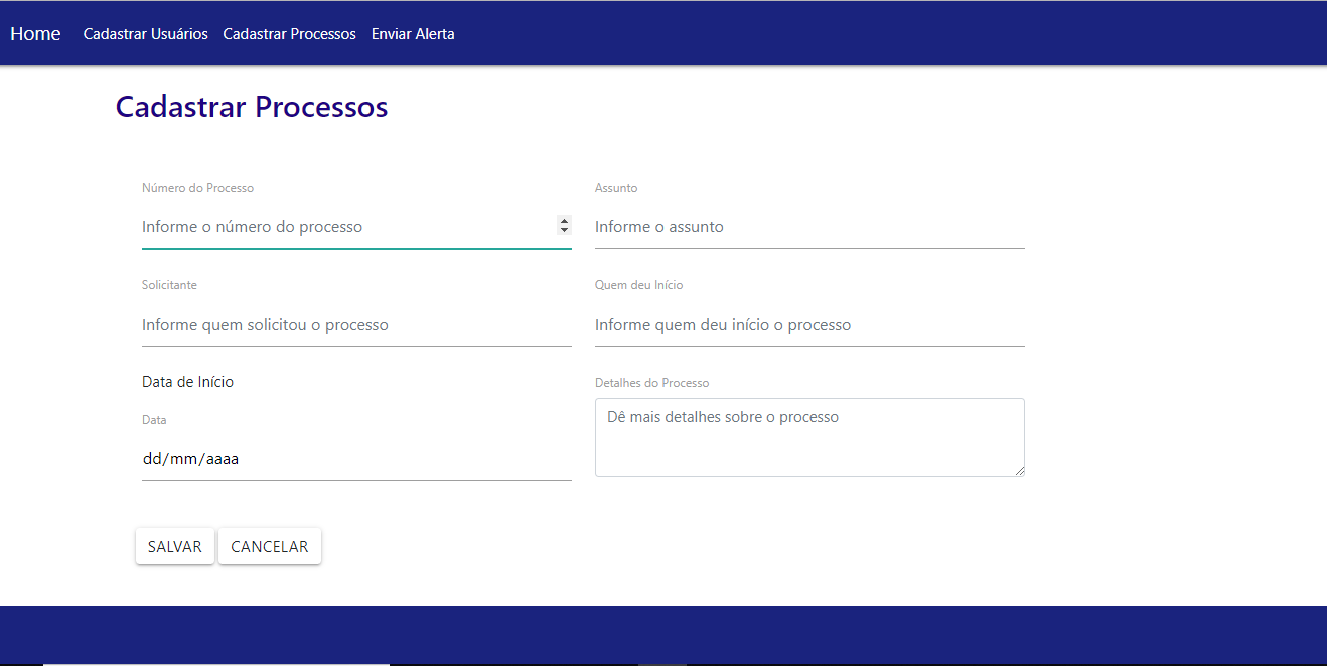 Home Cadastrar Usuários Cadastrar Processos Enviar Alerta
Cadastrar Processos
Número do Processo Assunto
Informe o número do processo Informe o assunto
Solicitante Quem deu Início
Informe quem solicitou o processo Informe quem deu início o processo
Data de Início Detalhes do Processo
Data Dê mais detalhes sobre o processo
dd/mm/aaaa
SALVAR CANCELAR